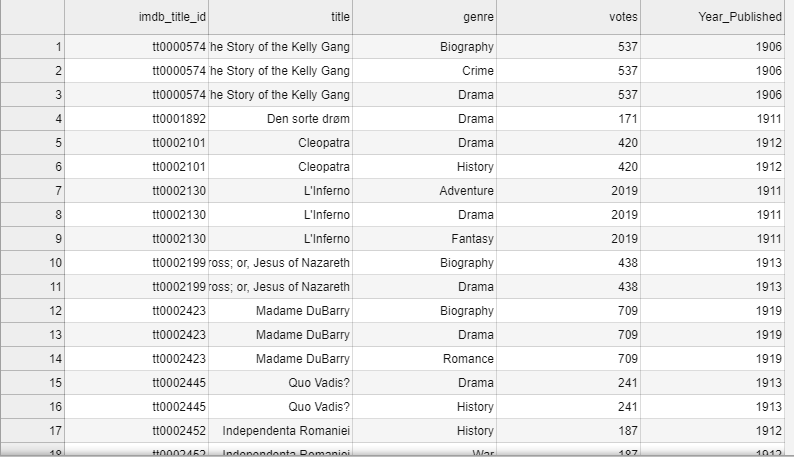 imdb_title_id title genre votes Year_Published
1 tt0000574 he Story of the Kelly Gang Biography 537 1906
2 tt0000574 he Story of the Kelly Gang Crime 537 1906
3 tt0000574 he Story of the Kelly Gang Drama 537 1906
4 tt0001892 Den sorte drøm Drama 171 1911
5 tt0002101 Cleopatra Drama 420 1912
6 tt0002101 Cleopatra History 420 1912
7 tt0002130 L'Inferno Adventure 2019 1911
8 tt0002130 L'Inferno Drama 2019 1911
9 tt0002130 L'Inferno Fantasy 2019 1911
10 tt0002199 ross; or, Jesus of Nazareth Biography 438 1913
11 tt0002199 ross; or, Jesus of Nazareth Drama 438 1913
12 tt0002423 Madame DuBarry Biography 709 1919
13 tt0002423 Madame DuBarry Drama 709 1919
14 tt0002423 Madame DuBarry Romance 709 1919
15 tt0002445 Quo Vadis? Drama 241 1913
16 tt0002445 Quo Vadis? History 241 1913
17 tt0002452 Independenta Romaniei History 187 1912
18 tt0002452 Independenta Romaniei War 187 1912